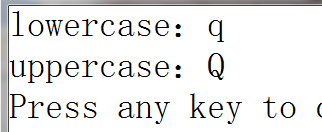 lowercase：q
uppercase：Q
Press any key to